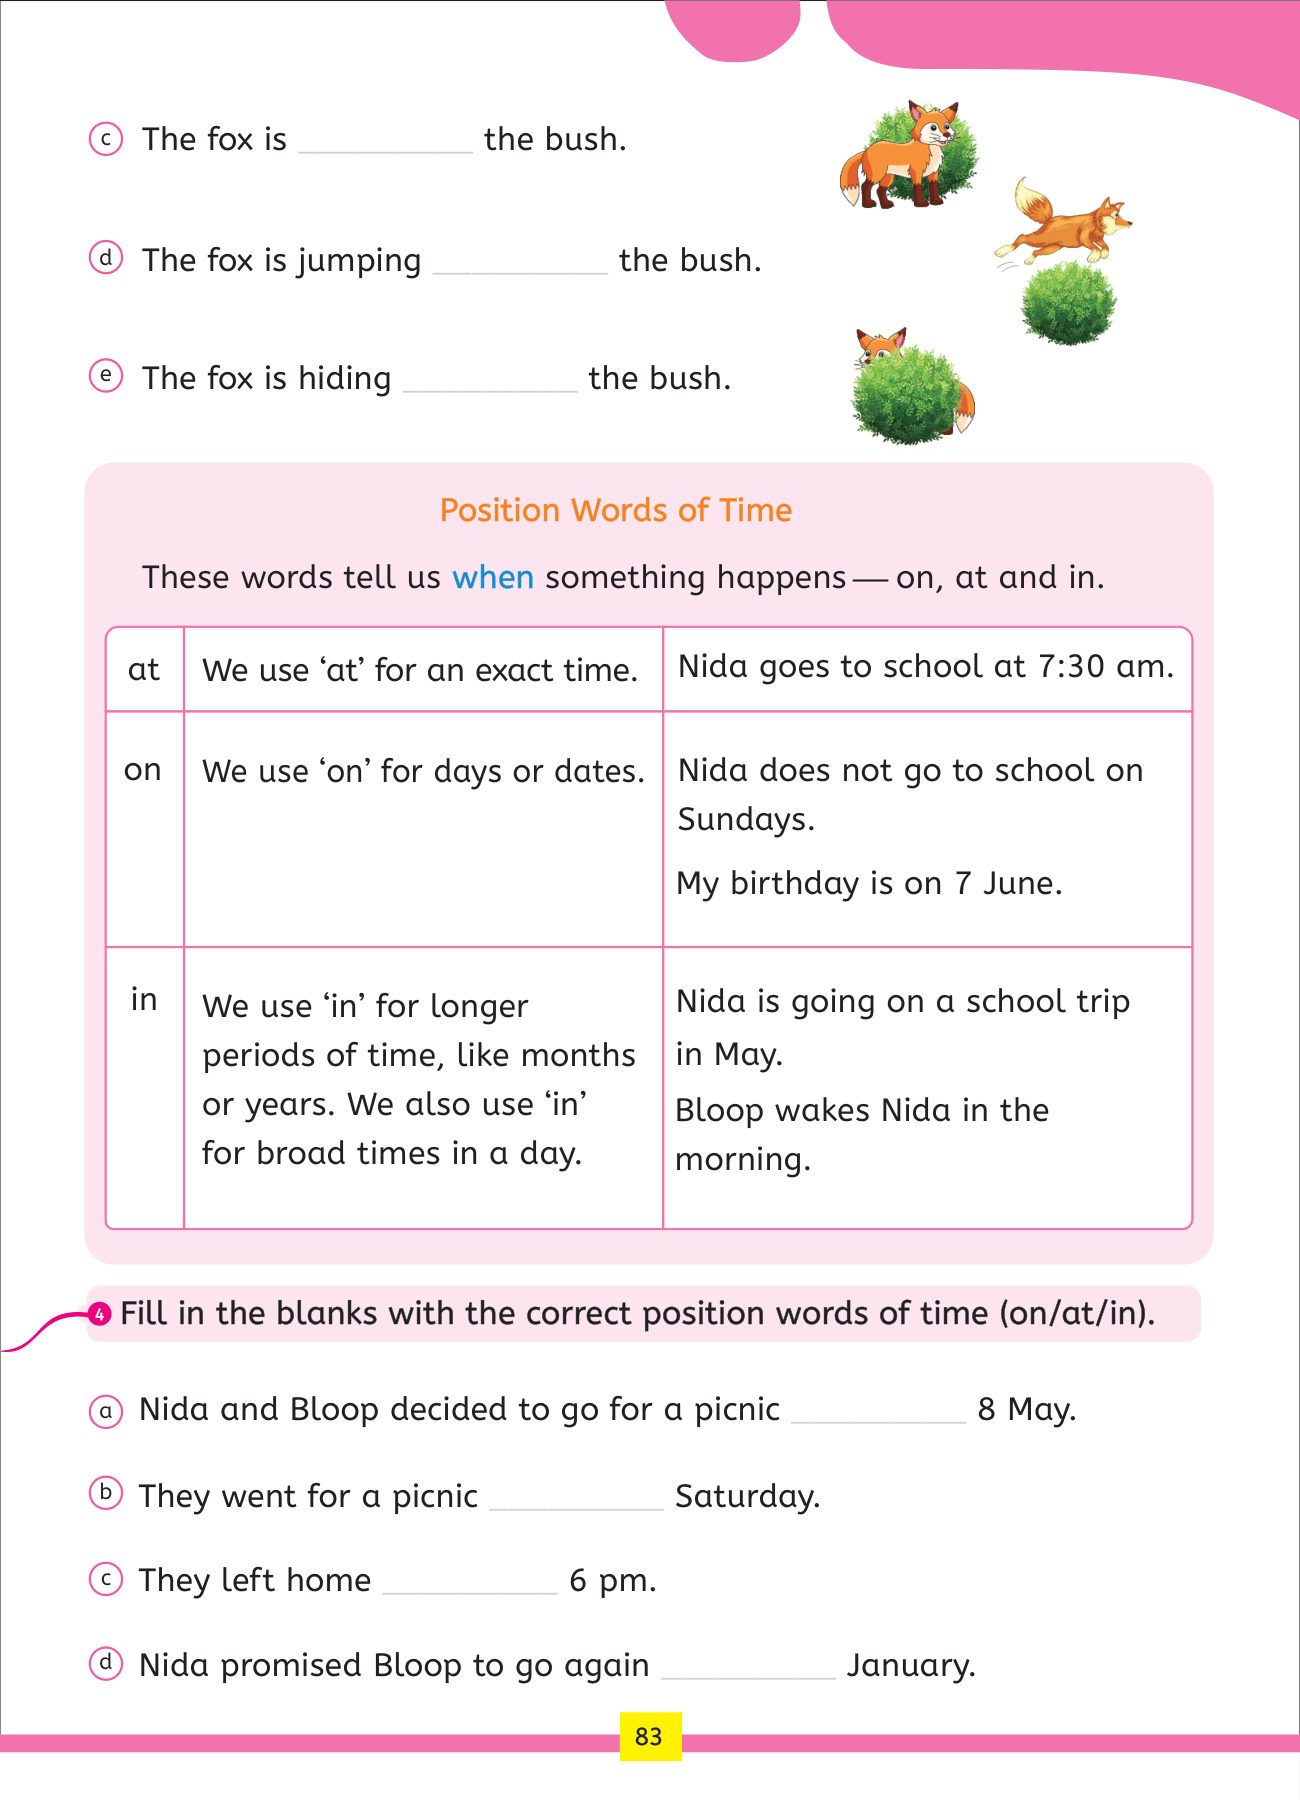 c The fox is __________ the bush.
d The fox is jumping __________ the bush.
e The fox is hiding __________ the bush.
Position Words of Time
These words tell us when something happens — on, at and in.
at We use ‘at’ for an exact time. Nida goes to school at 7:30 am.
on We use ‘on’ for days or dates. Nida does not go to school on
Sundays.
My birthday is on 7 June.
in We use ‘in’ for longer
periods of time, like months
or years. We also use ‘in’
for broad times in a day.
Nida is going on a school trip
in May.
Bloop wakes Nida in the
morning.
4 Fill in the blanks with the correct position words of time (on/at/in).
a Nida and Bloop decided to go for a picnic __________ 8 May.
b They went for a picnic __________ Saturday.
c They left home __________ 6 pm.
d Nida promised Bloop to go again __________ January.
83